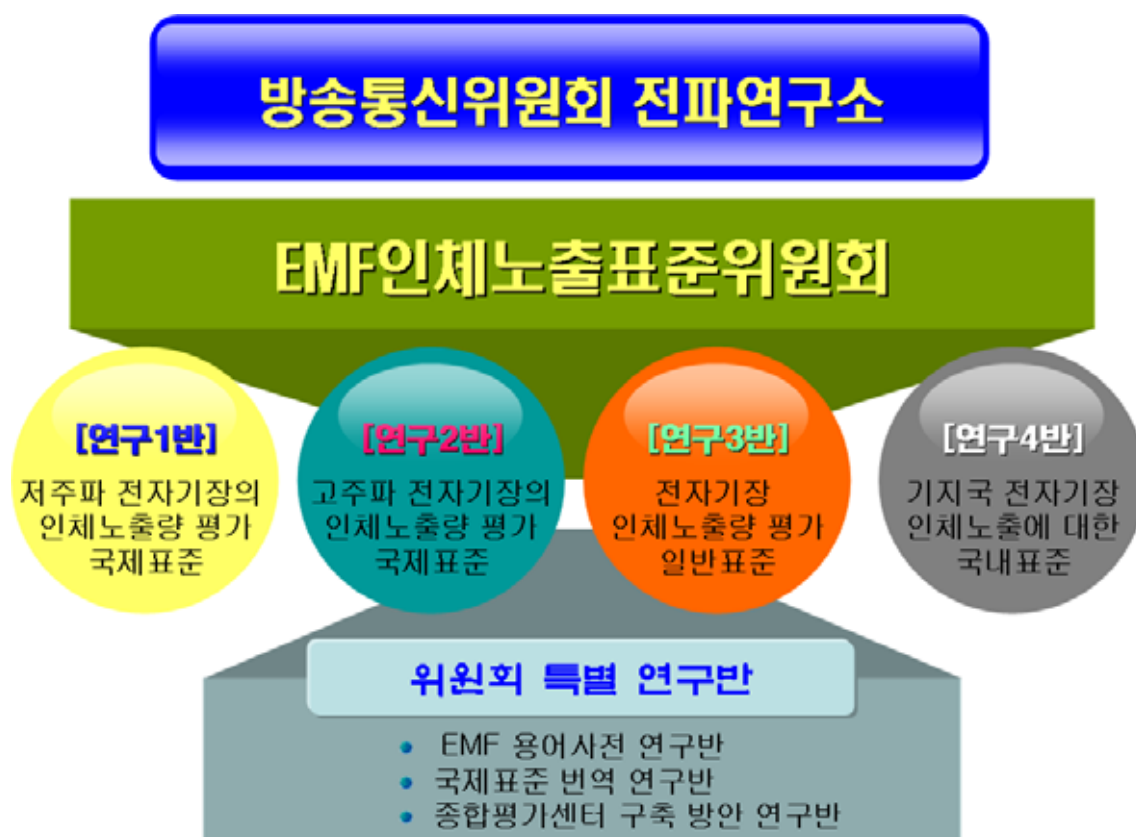 방송통신위원회 전파연구소
EMF인체노출표준위원회
[연구1반]
저주파 전자기장의
인체노출량 평가
국제표준
[연구2반]
고주파 전자기장의
인체노출량 평가
국제표준
[연구3반]
전자기장
인체노출량 평가
일반표준
[연구4반]
기지국 전자기장
인체노출에 대한
국내표준
위원회 특별 연구반
• EMF 용어사전 연구반
• 국제표준 번역 연구반
• 종합평가센터 구축 방안 연구반